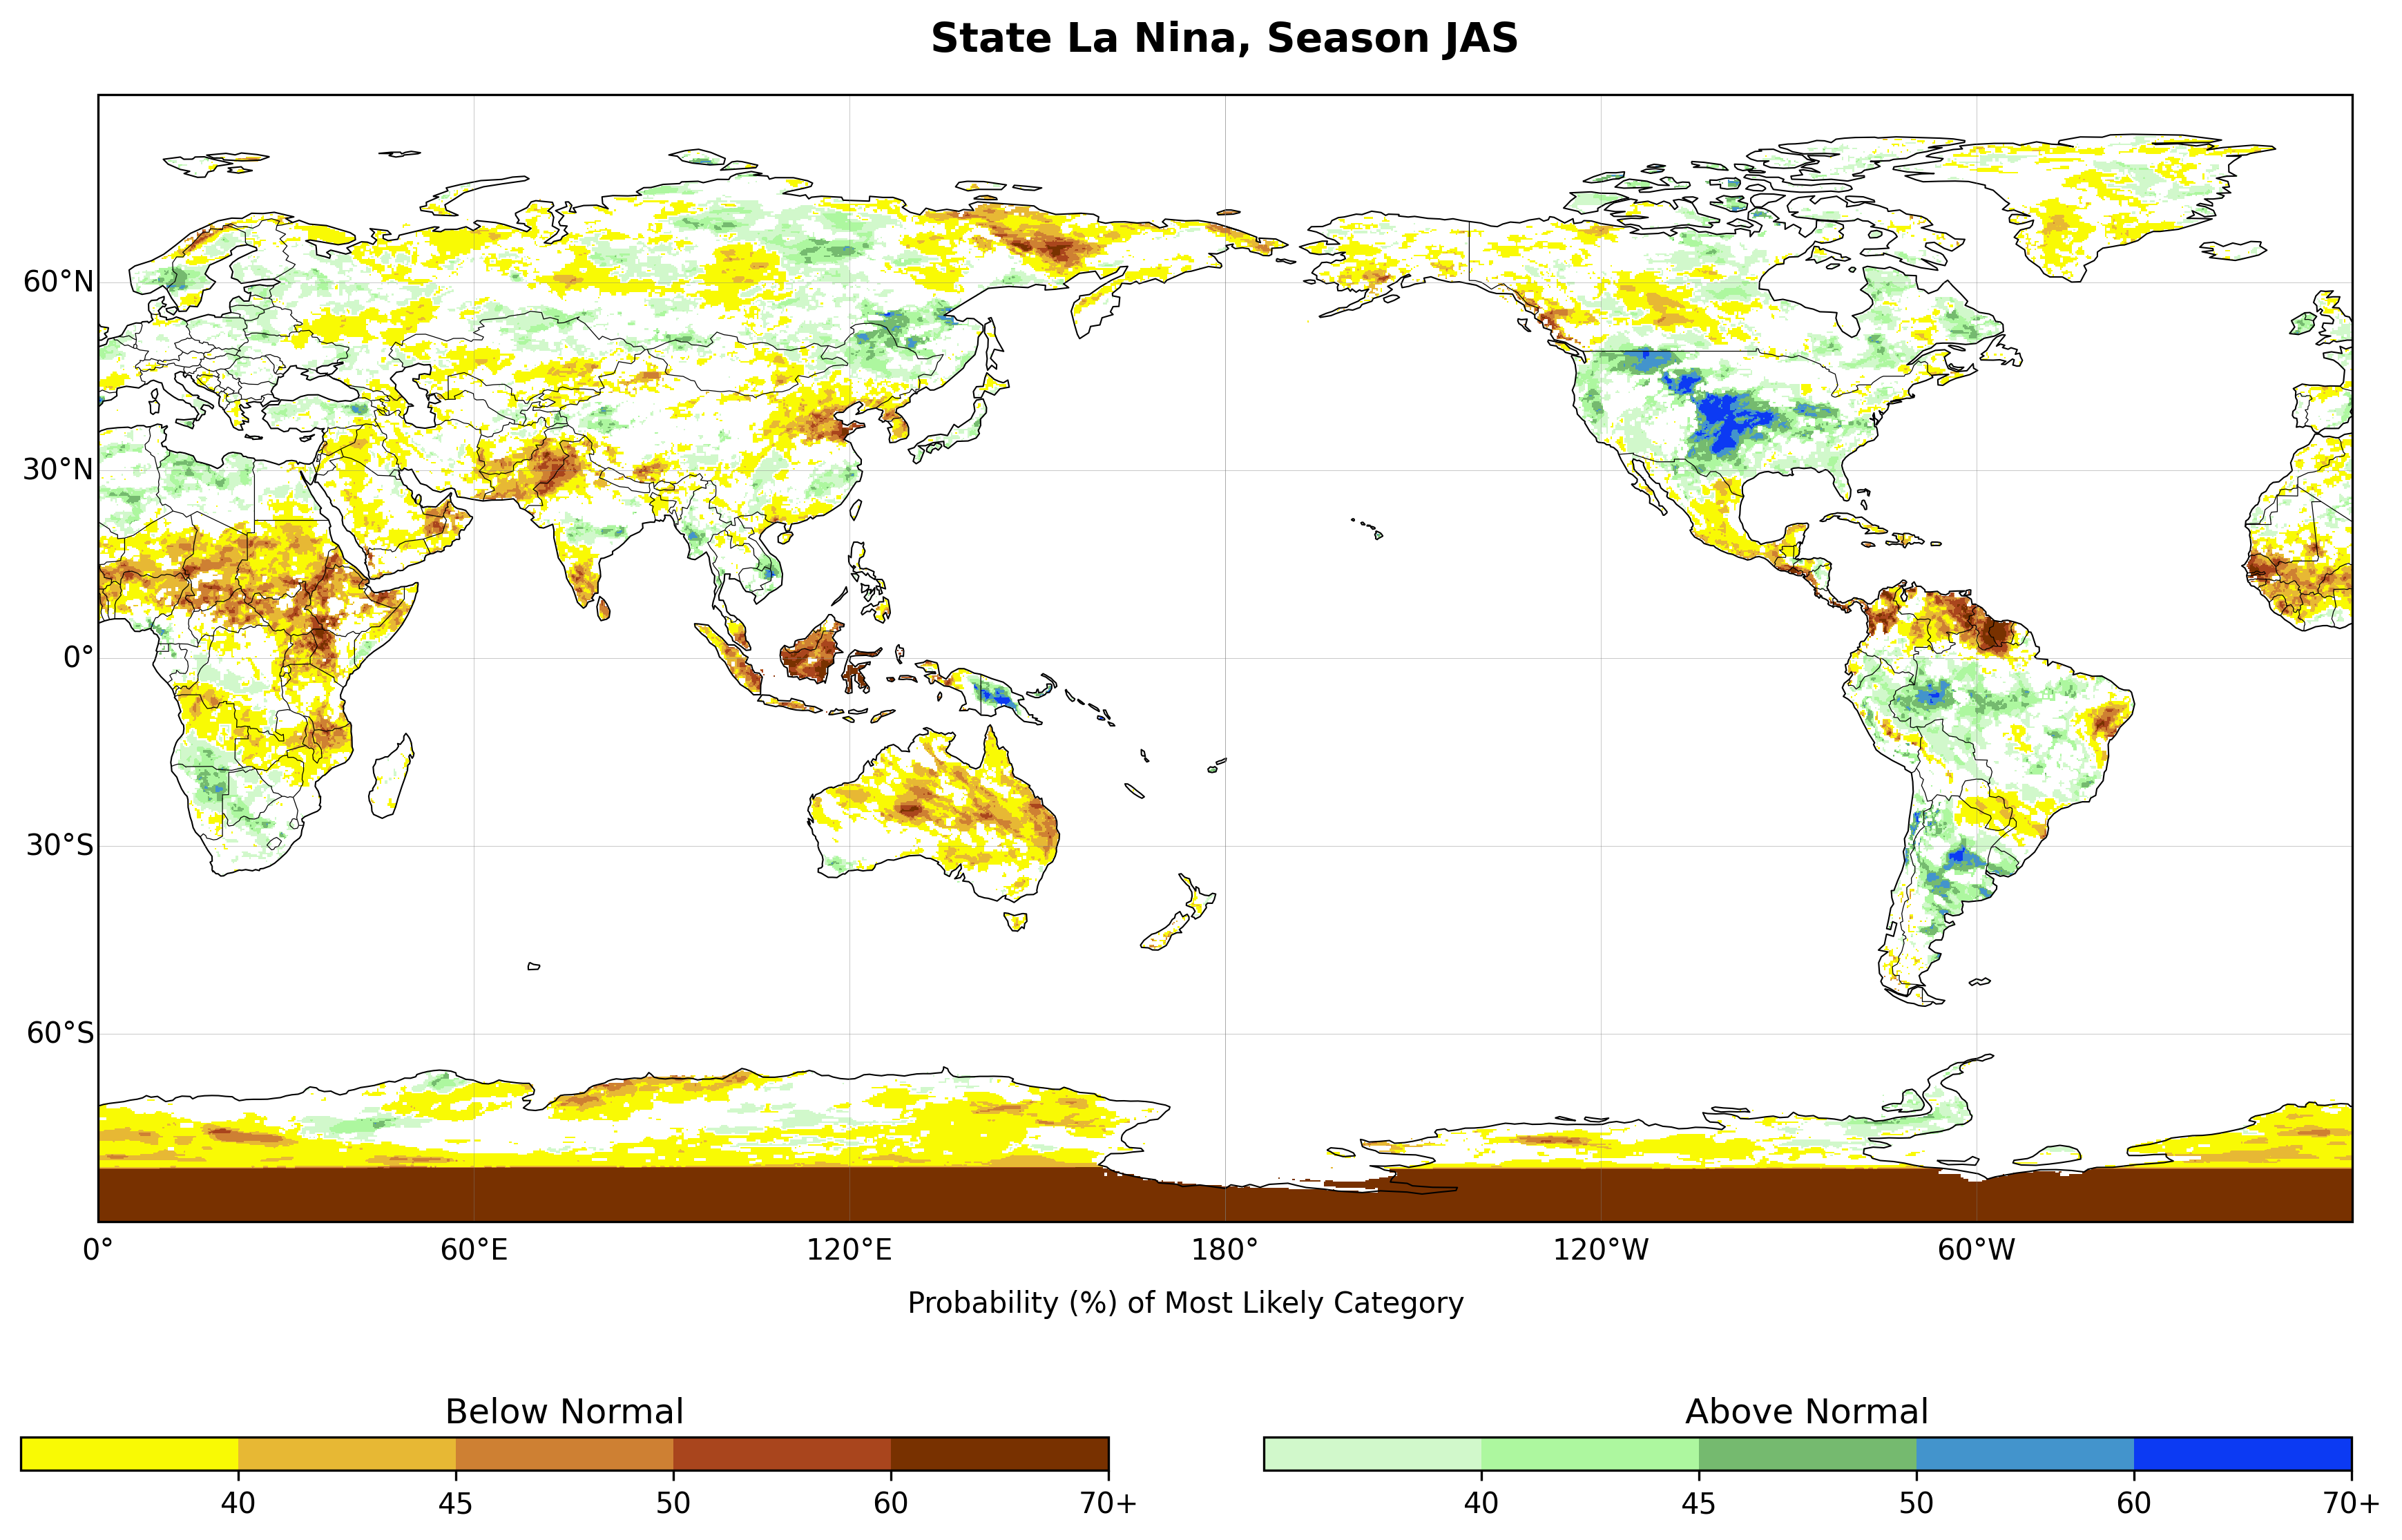 State La Nina, Season JAS
60°N
30°N
0°
30°S
60°S
0° 60°E 120°E 180° 120°W 60°W
Probability (%) of Most Likely Category
Below Normal Above Normal
40 45 50 60 70+ 40 45 50 60 70+